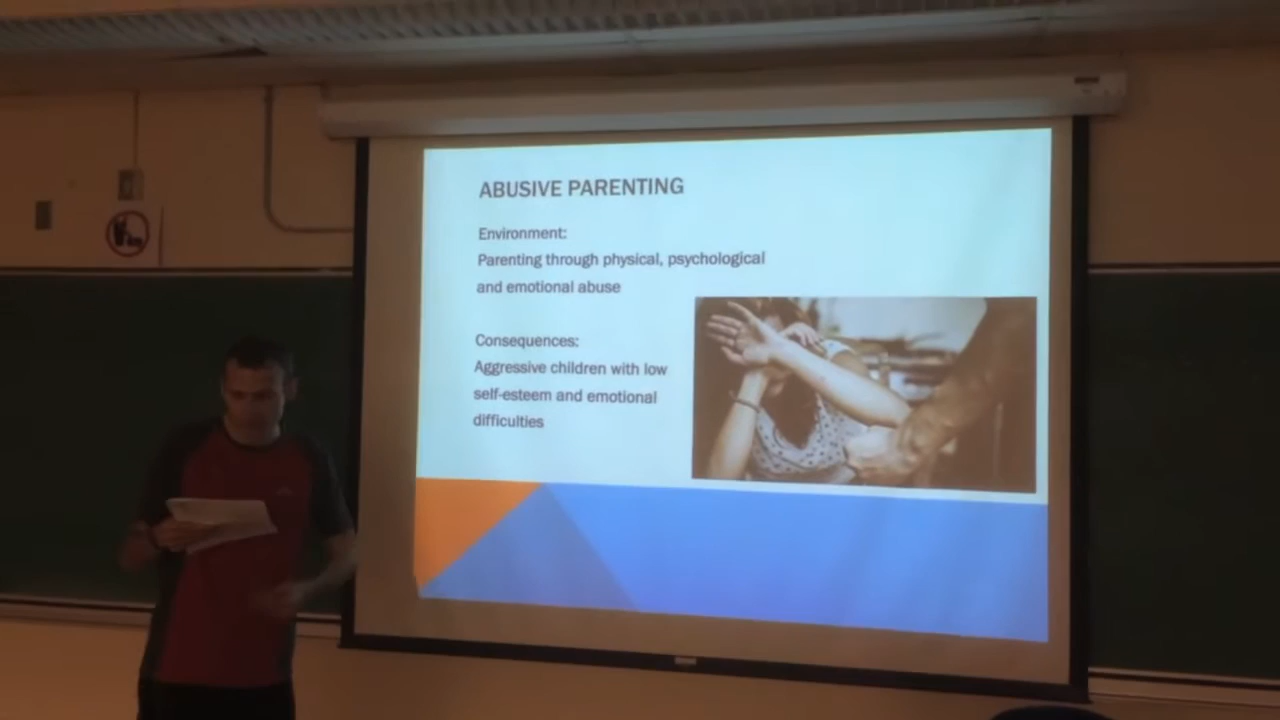 ABUSIVE PARENTING
Environment:
Parenting through physical, psychological
and emotional abuse
Consequences:
Aggressive children with low
self-esteem and emotional
difficulties